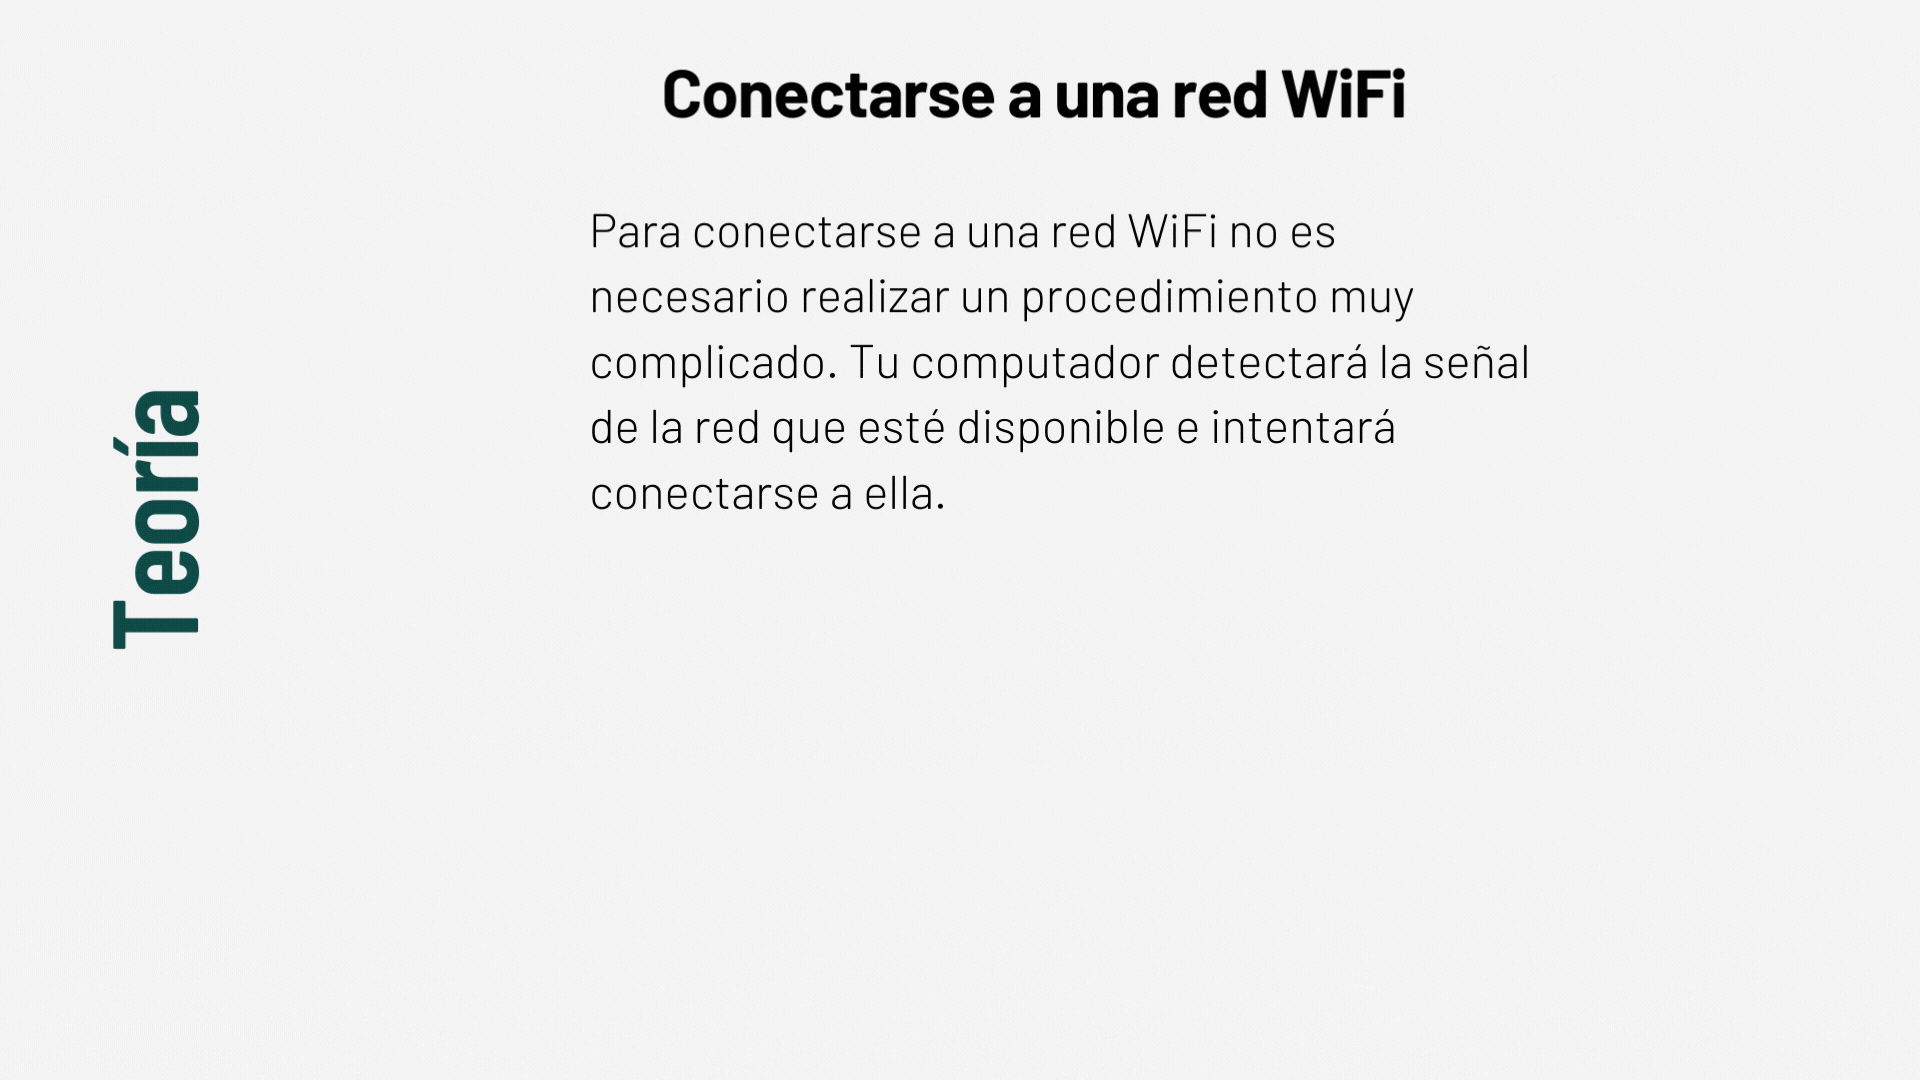 Conectarse a una red WiFi
Para conectarse a una red WiFi no es
necesario realizar un procedimiento muy
complicado. Tu computador detectará la señal
de la red que esté disponible e intentará
conectarse a ella.
Teoría